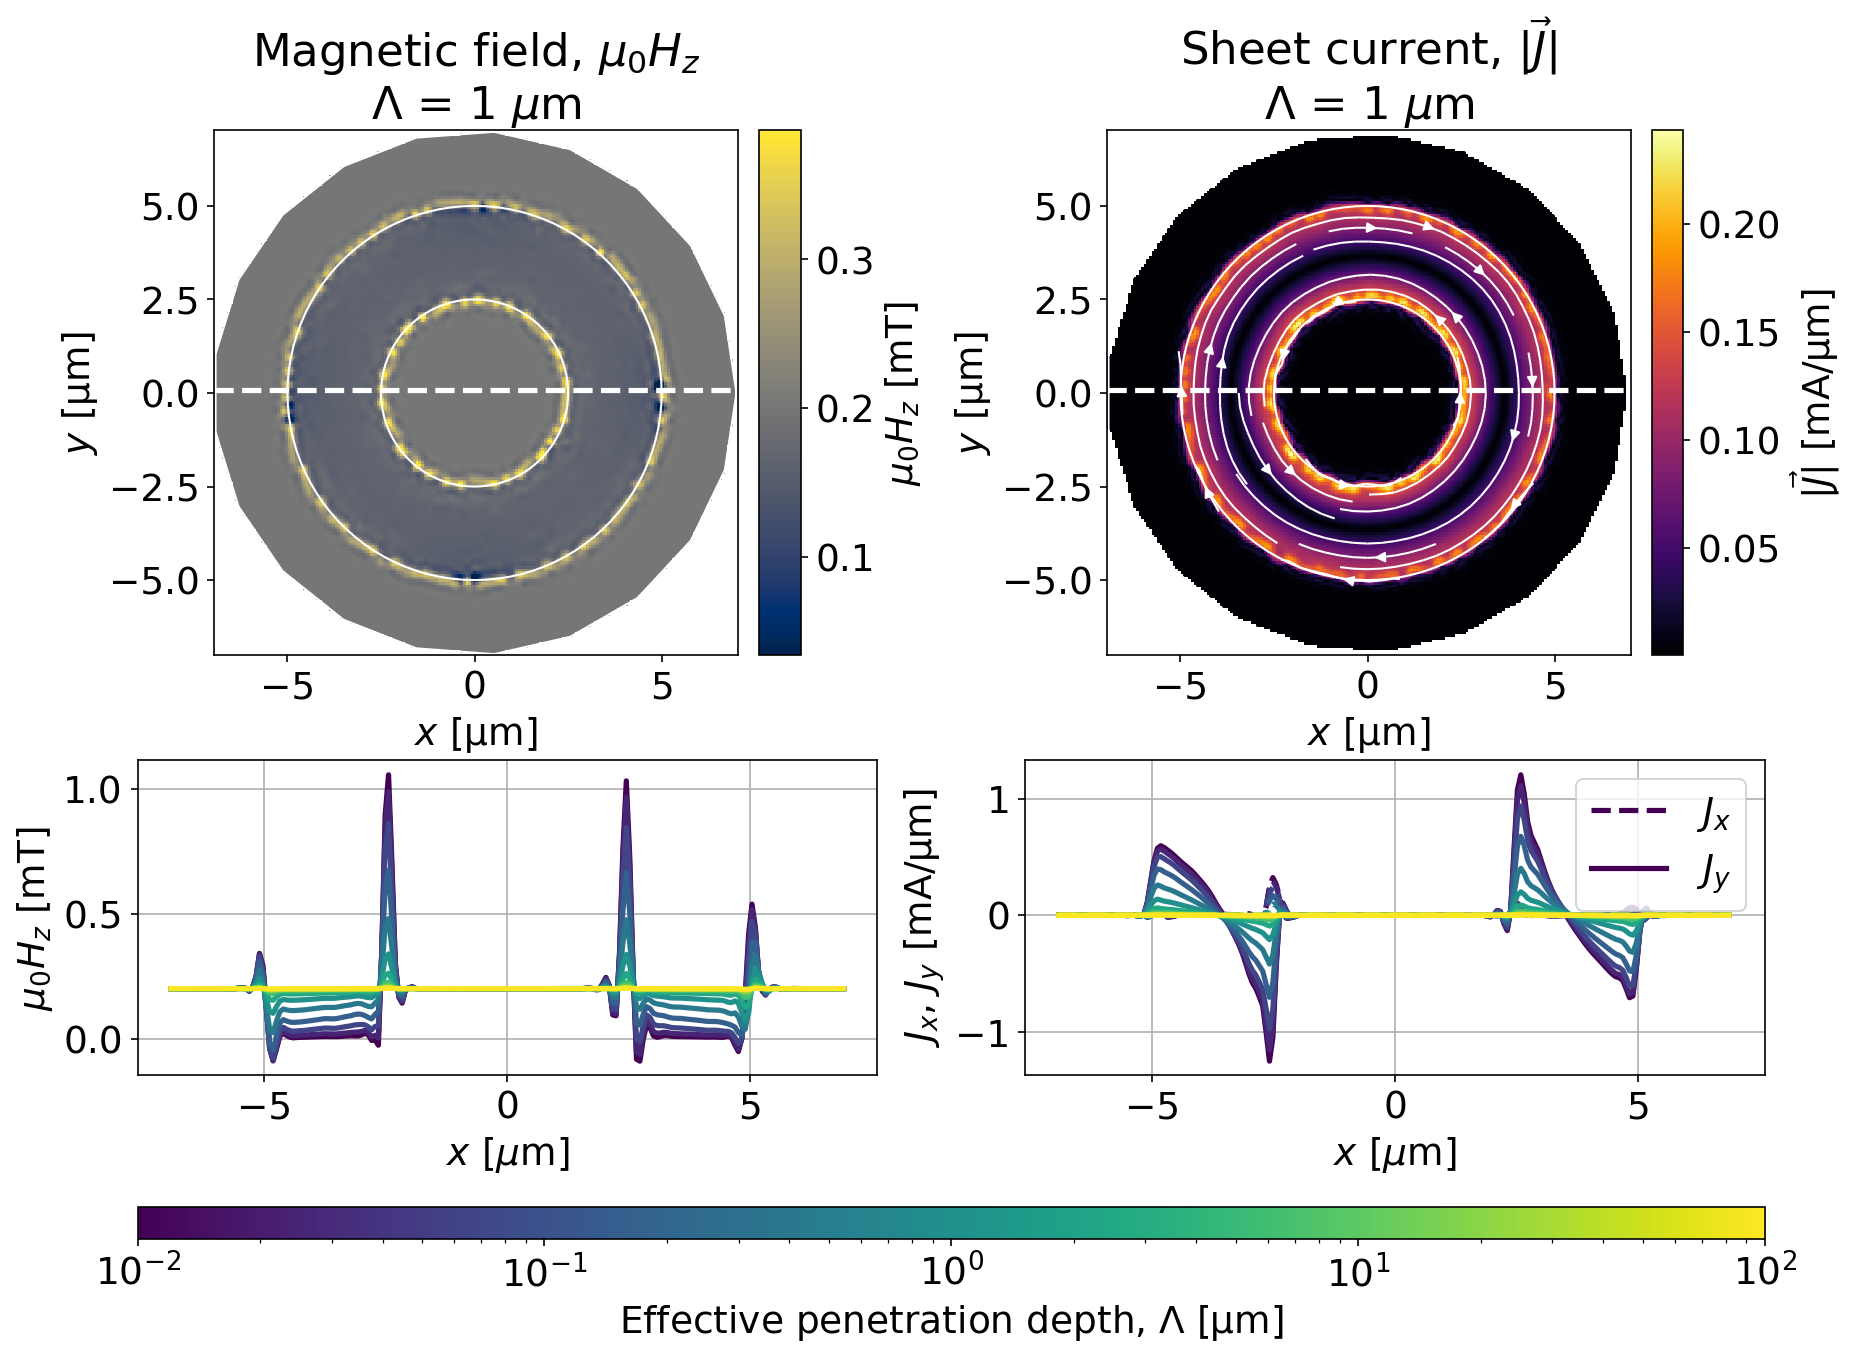 Magnetic field, μ₀H_z
Λ = 1 μm
5.0
2.5
0.0
−2.5
−5.0
y [μm]
−5 0 5
x [μm]
0.3
0.2
0.1
μ₀H_z [mT]
Sheet current, |J⃗|
Λ = 1 μm
5.0
2.5
0.0
−2.5
−5.0
y [μm]
−5 0 5
x [μm]
0.20
0.15
0.10
0.05
|J⃗| [mA/μm]
1.0
0.5
0.0
μ₀H_z [mT]
−5 0 5
x [μm]
1
0
−1
J_x, J_y [mA/μm]
J_x
J_y
−5 0 5
x [μm]
10⁻² 10⁻¹ 10⁰ 10¹ 10²
Effective penetration depth, Λ [μm]